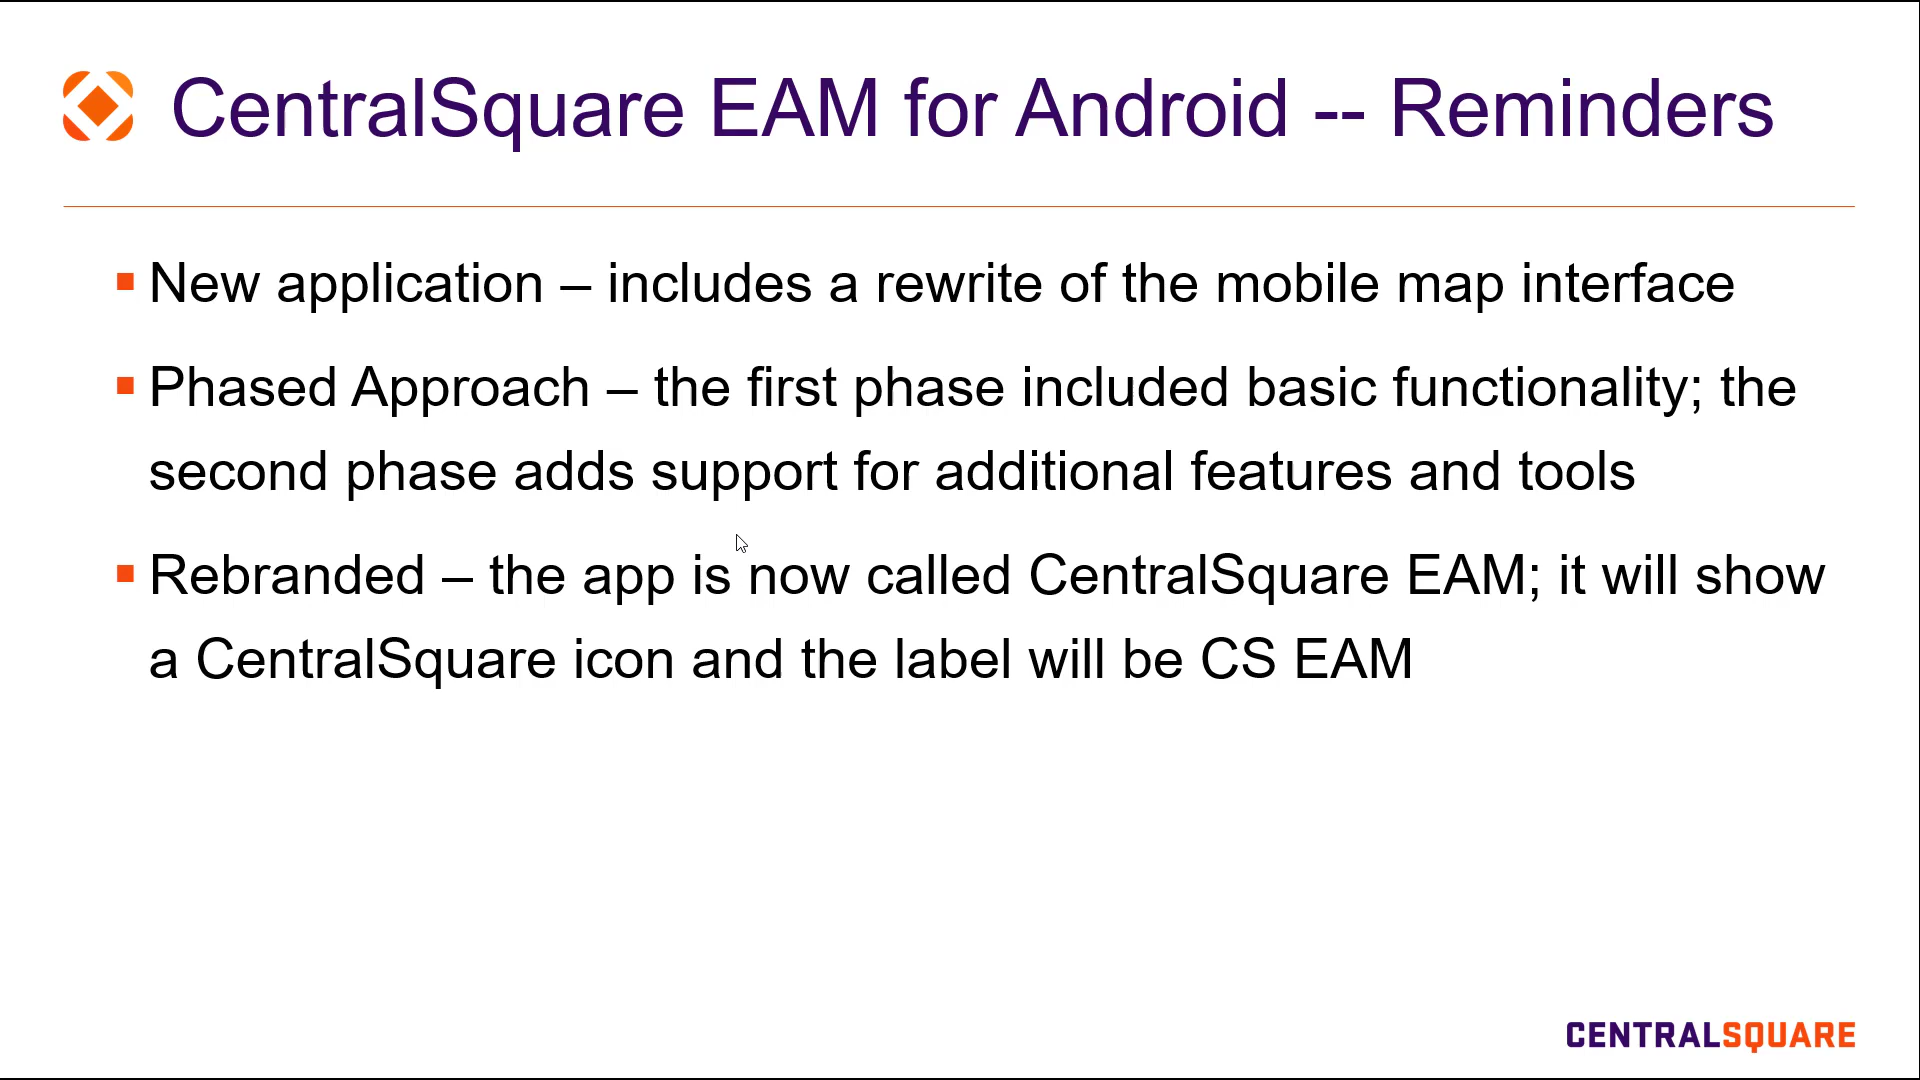 CentralSquare EAM for Android -- Reminders
New application – includes a rewrite of the mobile map interface
Phased Approach – the first phase included basic functionality; the
second phase adds support for additional features and tools
Rebranded – the app is now called CentralSquare EAM; it will show
a CentralSquare icon and the label will be CS EAM
CENTRALSQUARE